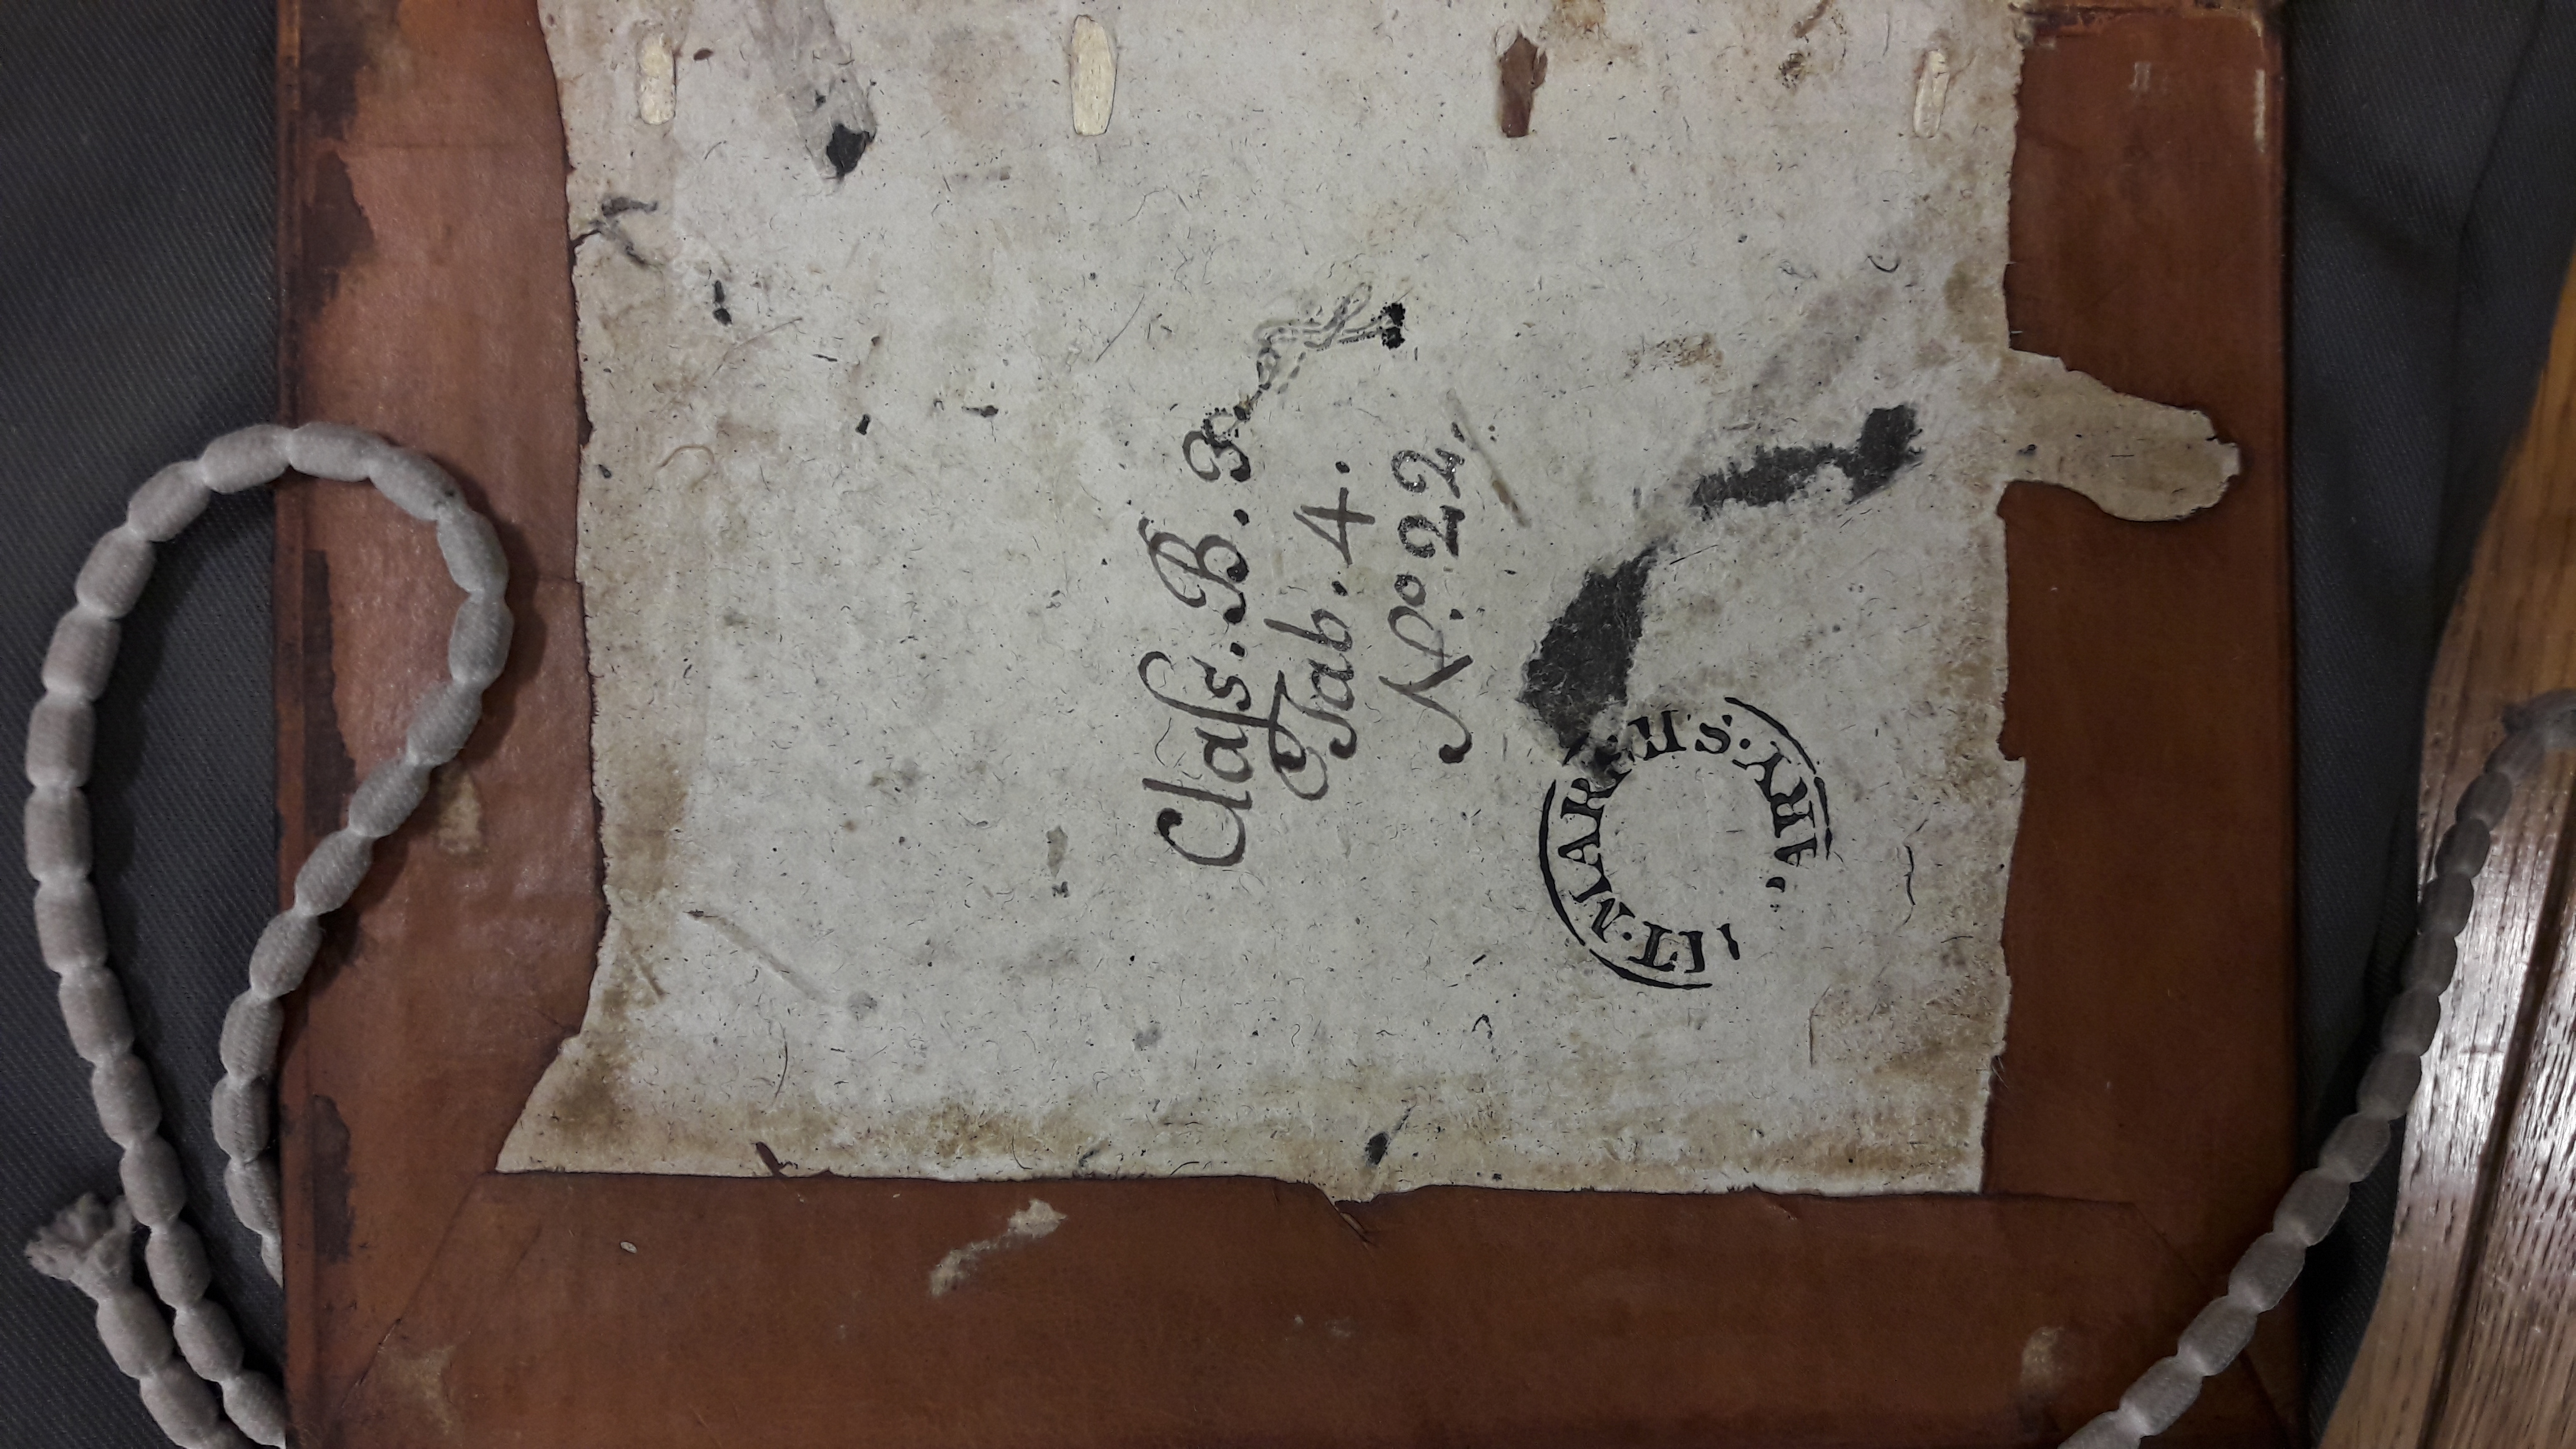 Claſs. B. 3
Tab. 4.
Nº. 22.